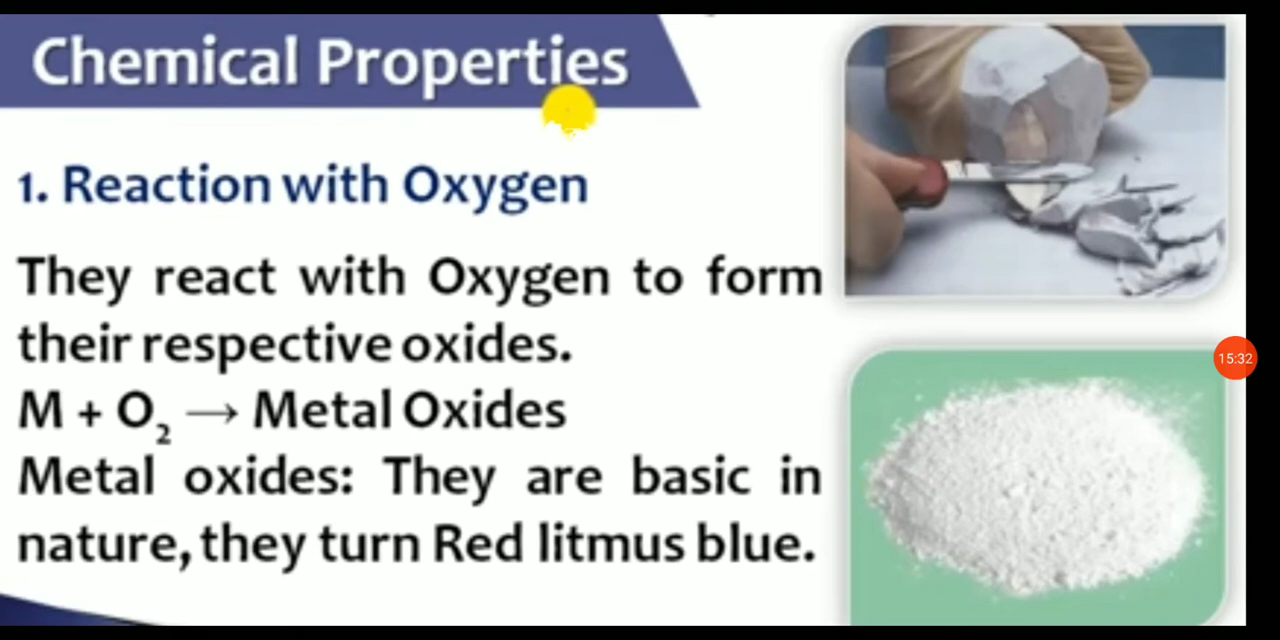 Chemical Properties
1. Reaction with Oxygen
They react with Oxygen to form
their respective oxides.
M + O₂ → Metal Oxides
Metal oxides: They are basic in
nature, they turn Red litmus blue.
15:32